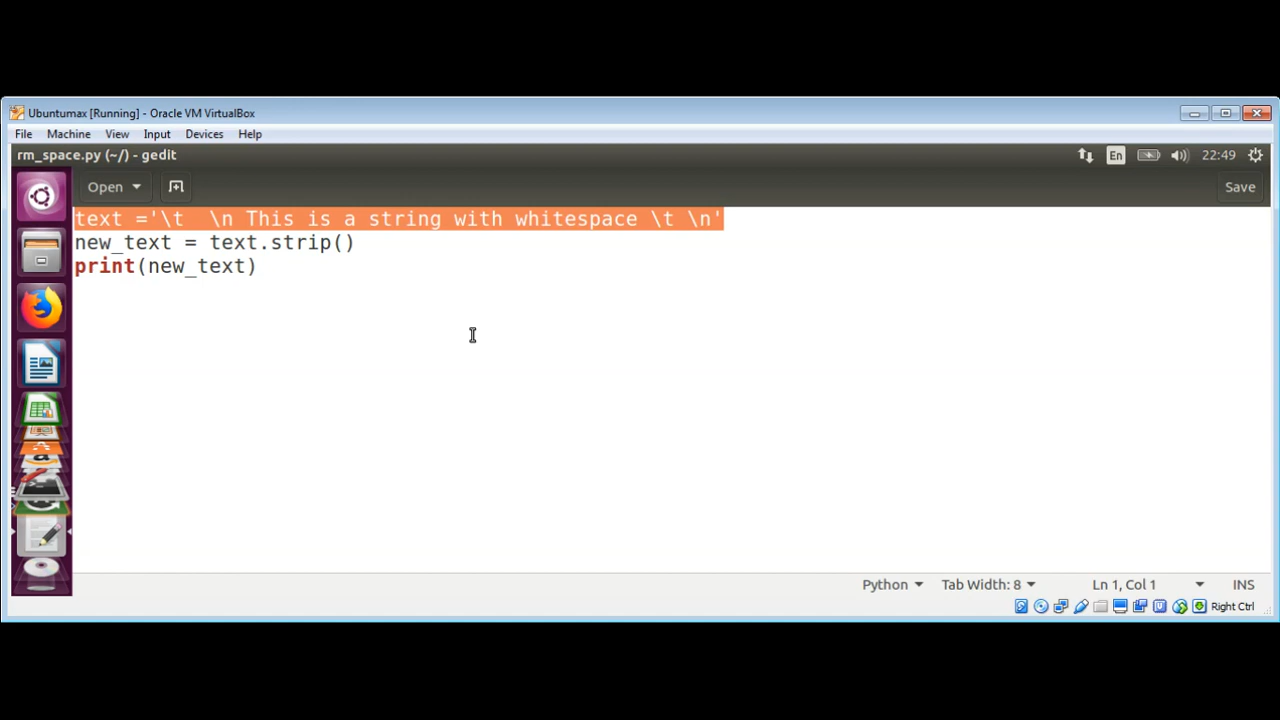 Ubuntumax [Running] - Oracle VM VirtualBox
File Machine View Input Devices Help
rm_space.py (~/) - gedit En 22:49
Open Save
text ='\t  \n This is a string with whitespace \t \n'
new_text = text.strip()
print(new_text)
Python Tab Width: 8 Ln 1, Col 1 INS
Right Ctrl